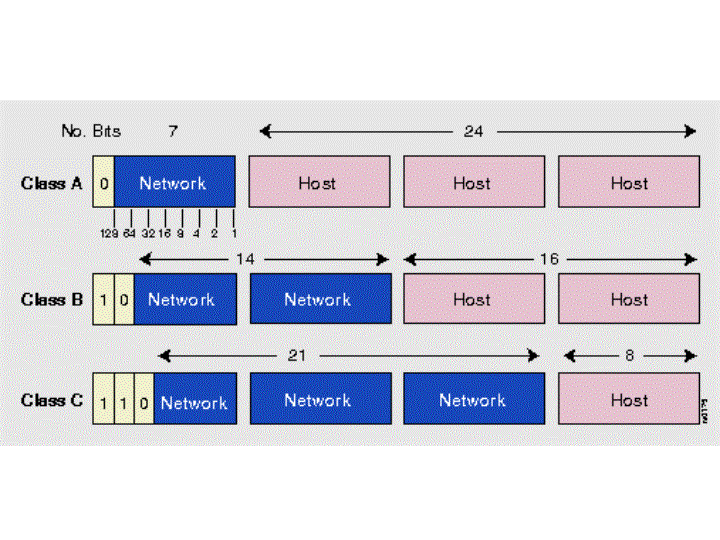 No. Bits 7 24
Class A 0 Network Host Host Host
128 64 32 16 8 4 2 1
14 16
Class B 1 0 Network Network Host Host
21 8
Class C 1 1 0 Network Network Network Host